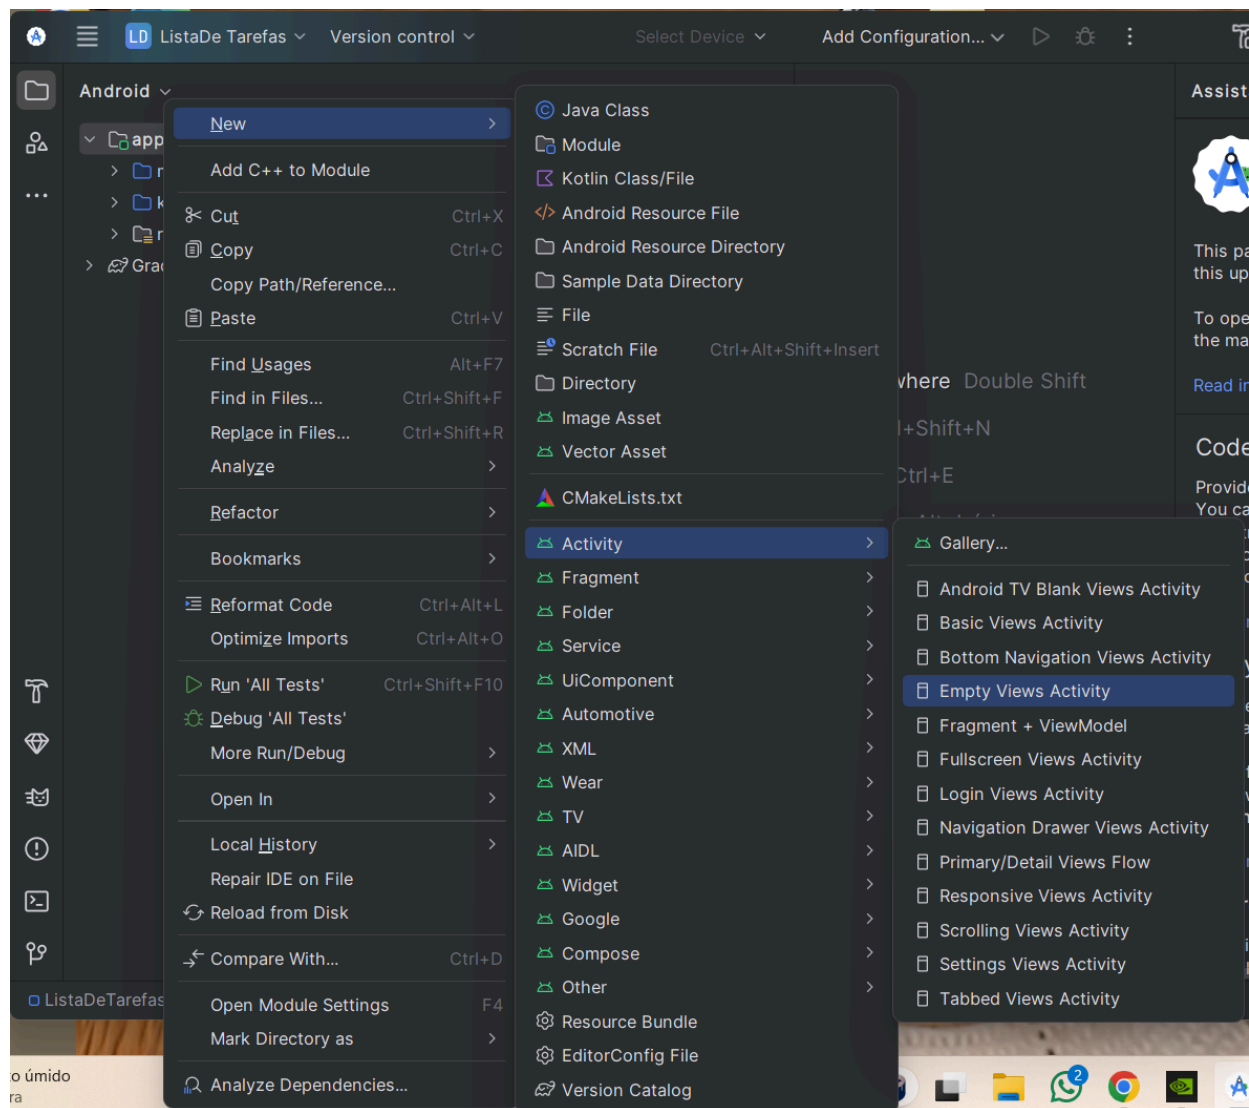 LD ListaDe Tarefas Version control Select Device Add Configuration...
Android
app
Grad
New
Add C++ to Module
Cut Ctrl+X
Copy Ctrl+C
Copy Path/Reference...
Paste Ctrl+V
Find Usages Alt+F7
Find in Files... Ctrl+Shift+F
Replace in Files... Ctrl+Shift+R
Analyze
Refactor
Bookmarks
Reformat Code Ctrl+Alt+L
Optimize Imports Ctrl+Alt+O
Run 'All Tests' Ctrl+Shift+F10
Debug 'All Tests'
More Run/Debug
Open In
Local History
Repair IDE on File
Reload from Disk
Compare With... Ctrl+D
Open Module Settings F4
Mark Directory as
Analyze Dependencies...
Java Class
Module
Kotlin Class/File
Android Resource File
Android Resource Directory
Sample Data Directory
File
Scratch File Ctrl+Alt+Shift+Insert
Directory
Image Asset
Vector Asset
CMakeLists.txt
Activity
Fragment
Folder
Service
UiComponent
Automotive
XML
Wear
TV
AIDL
Widget
Google
Compose
Other
Resource Bundle
EditorConfig File
Version Catalog
Gallery...
Android TV Blank Views Activity
Basic Views Activity
Bottom Navigation Views Activity
Empty Views Activity
Fragment + ViewModel
Fullscreen Views Activity
Login Views Activity
Navigation Drawer Views Activity
Primary/Detail Views Flow
Responsive Views Activity
Scrolling Views Activity
Settings Views Activity
Tabbed Views Activity
where Double Shift
+Shift+N
Ctrl+E
Assist
This pa
this up
To ope
the ma
Read in
Code
Provide
You ca
ListaDeTarefas
o úmido
ra
2